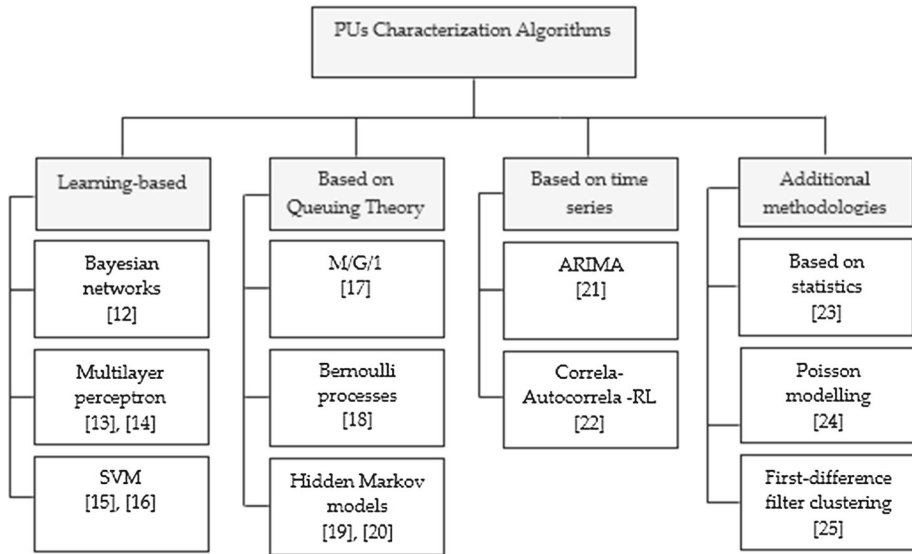 PUs Characterization Algorithms
Learning-based
Bayesian
networks
[12]
Multilayer
perceptron
[13], [14]
SVM
[15], [16]
Based on
Queuing Theory
M/G/1
[17]
Bernoulli
processes
[18]
Hidden Markov
models
[19], [20]
Based on time
series
ARIMA
[21]
Correla-
Autocorrela -RL
[22]
Additional
methodologies
Based on
statistics
[23]
Poisson
modelling
[24]
First-difference
filter clustering
[25]